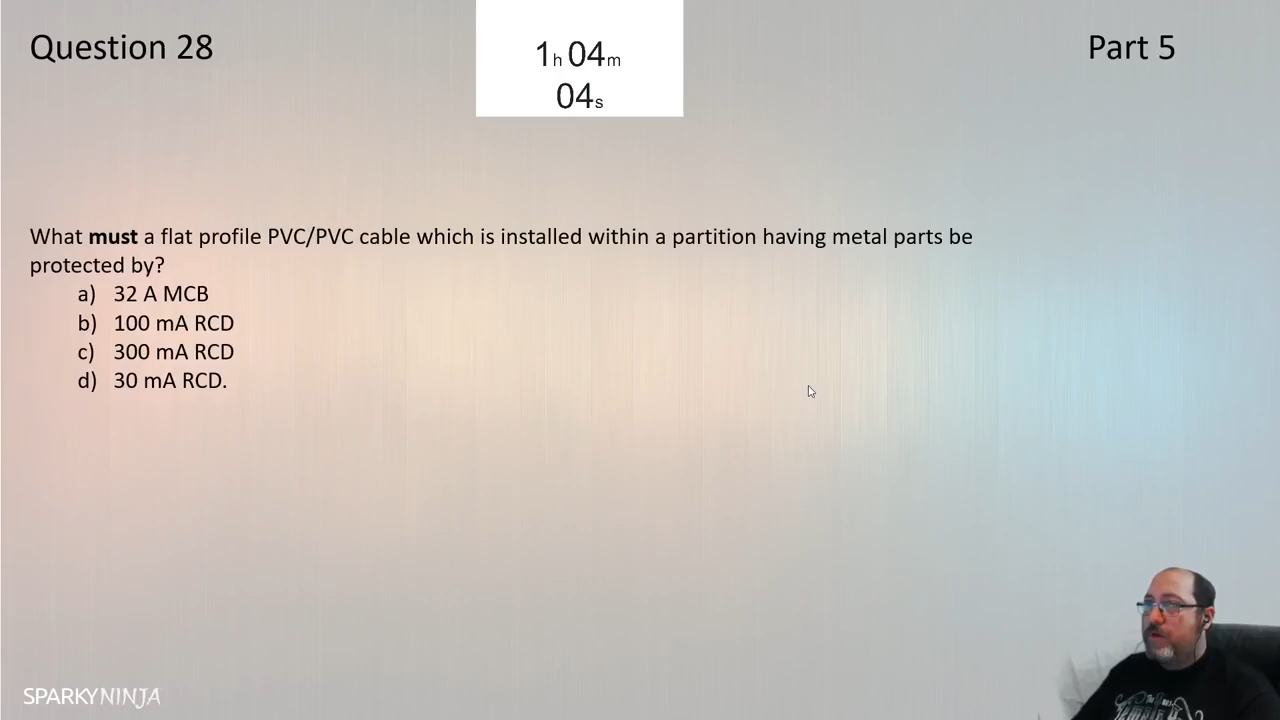 Question 28
1h 04m
04s
Part 5
What must a flat profile PVC/PVC cable which is installed within a partition having metal parts be
protected by?
a) 32 A MCB
b) 100 mA RCD
c) 300 mA RCD
d) 30 mA RCD.
SPARKYNINJA